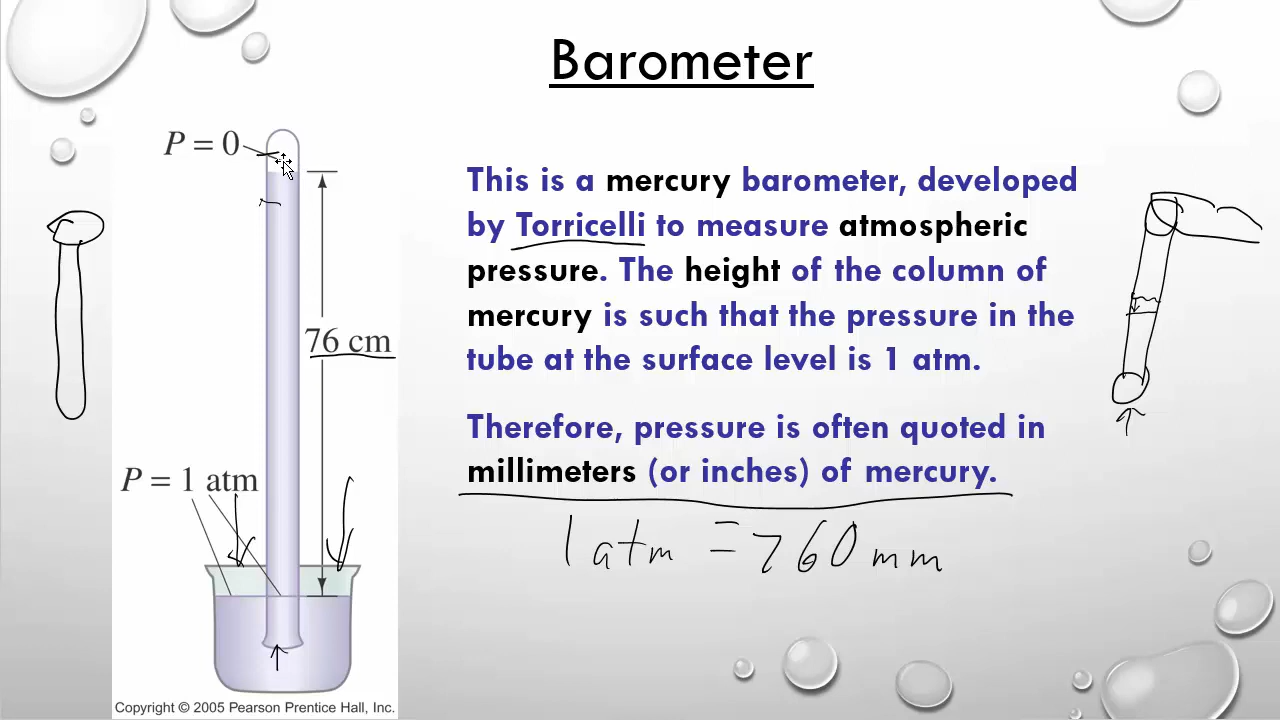 Barometer
P = 0
This is a mercury barometer, developed
by Torricelli to measure atmospheric
pressure. The height of the column of
mercury is such that the pressure in the
tube at the surface level is 1 atm.
76 cm
Therefore, pressure is often quoted in
millimeters (or inches) of mercury.
P = 1 atm
1 atm = 760 mm
Copyright © 2005 Pearson Prentice Hall, Inc.